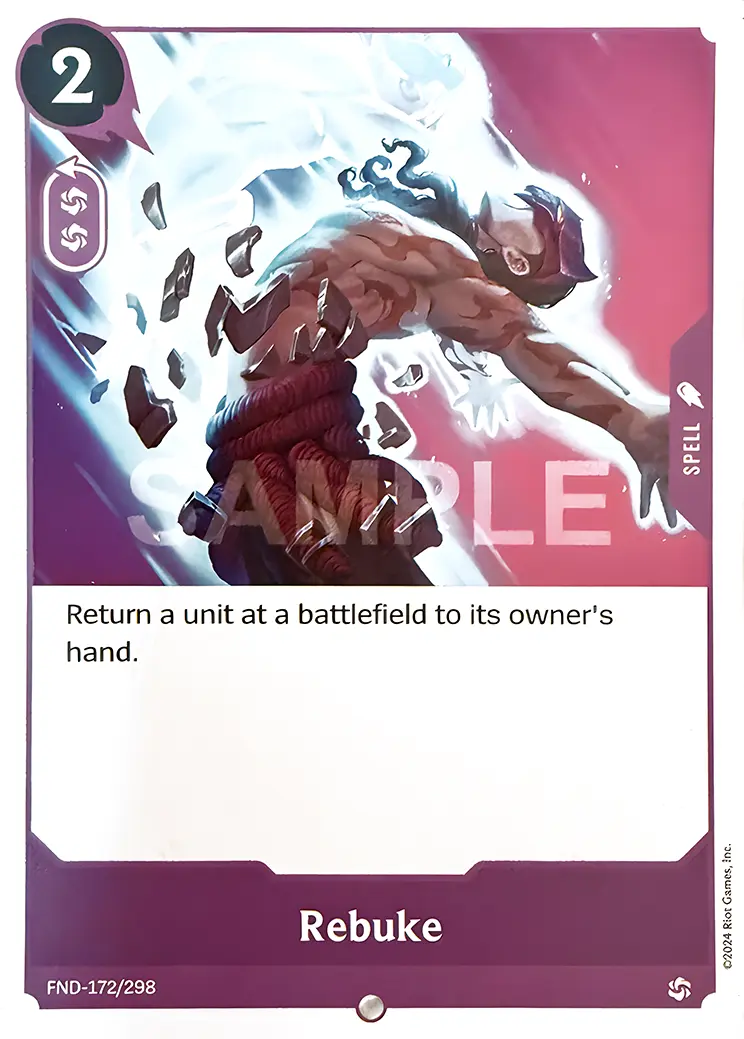 2
SPELL
SAMPLE
Return a unit at a battlefield to its owner's
hand.
©2024 Riot Games, Inc.
Rebuke
FND-172/298